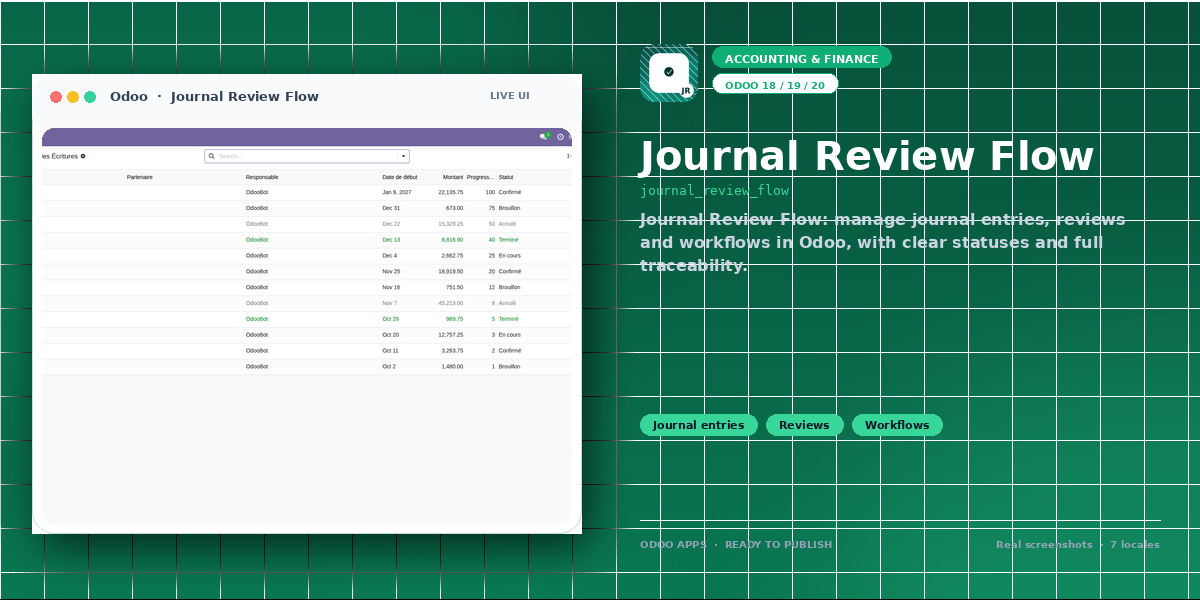 Odoo · Journal Review Flow
LIVE UI
ies Écritures
Search...
Partenaire Responsable Date de début Montant Progress... Statut
OdooBot Jan 9, 2027 22,135.75 100 Confirmé
OdooBot Dec 31 673.00 75 Brouillon
OdooBot Dec 22 15,329.25 50 Annulé
OdooBot Dec 13 8,816.90 40 Terminé
OdooBot Dec 4 2,662.75 25 En cours
OdooBot Nov 25 18,919.50 20 Confirmé
OdooBot Nov 16 751.50 12 Brouillon
OdooBot Nov 7 45,213.00 8 Annulé
OdooBot Oct 29 989.75 5 Terminé
OdooBot Oct 20 12,757.25 3 En cours
OdooBot Oct 11 3,263.75 2 Confirmé
OdooBot Oct 2 1,480.00 1 Brouillon
JR
ACCOUNTING & FINANCE
ODOO 18 / 19 / 20
Journal Review Flow
journal_review_flow
Journal Review Flow: manage journal entries, reviews
and workflows in Odoo, with clear statuses and full
traceability.
Journal entries
Reviews
Workflows
ODOO APPS · READY TO PUBLISH
Real screenshots · 7 locales